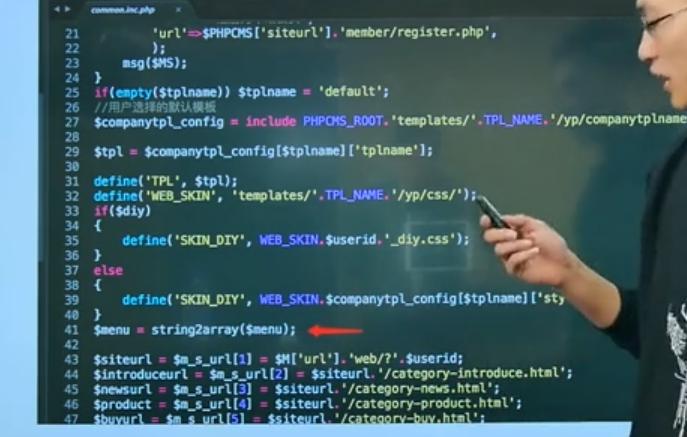 common.inc.php
21 'url'=>$PHPCMS['siteurl'].'member/register.php',
22 );
23 msg($MS);
24 }
25 if(empty($tplname)) $tplname = 'default';
26 //用户选择的默认模板
27 $companytpl_config = include PHPCMS_ROOT.'templates/'.TPL_NAME.'/yp/companytplname
28
29 $tpl = $companytpl_config[$tplname]['tplname'];
30
31 define('TPL', $tpl);
32 define('WEB_SKIN', 'templates/'.TPL_NAME.'/yp/css/');
33 if($diy)
34 {
35 define('SKIN_DIY', WEB_SKIN.$userid.'_diy.css');
36 }
37 else
38 {
39 define('SKIN_DIY', WEB_SKIN.$companytpl_config[$tplname]['sty
40 }
41 $menu = string2array($menu);
42
43 $siteurl = $m_s_url[1] = $M['url'].'web/?'.$userid;
44 $introduceurl = $m_s_url[2] = $siteurl.'/category-introduce.html';
45 $newsurl = $m_s_url[3] = $siteurl.'/category-news.html';
46 $product = $m_s_url[4] = $siteurl.'/category-product.html';
47 $buyurl = $m_s_url[5] = $siteurl.'/category-buy.html';